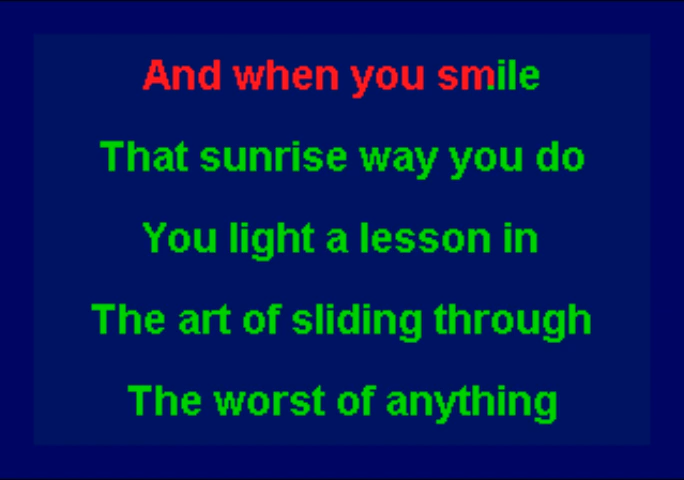 And when you smile
That sunrise way you do
You light a lesson in
The art of sliding through
The worst of anything